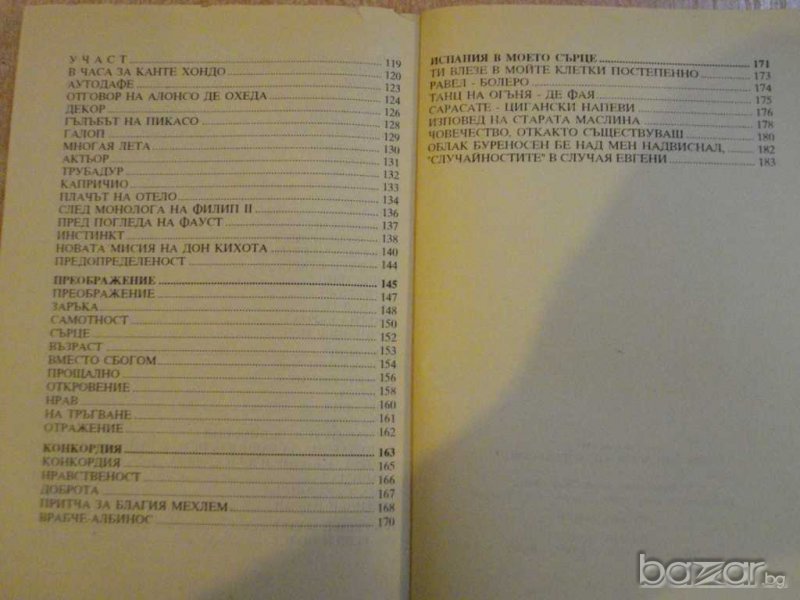 У Ч А С Т 119
В ЧАСА ЗА КАНТЕ ХОНДО 120
АУТОДАФЕ 123
ОТГОВОР НА АЛОНСО ДЕ ОХЕДА 124
ДЕКОР 126
ГЪЛЪБЪТ НА ПИКАСО 128
ГАЛОП 129
МНОГАЯ ЛЕТА 130
АКТЬОР 131
ТРУБАДУР 132
КАПРИЧИО 133
ПЛАЧЪТ НА ОТЕЛО 134
СЛЕД МОНОЛОГА НА ФИЛИП II 136
ПРЕД ПОГЛЕДА НА ФАУСТ 137
ИНСТИНКТ 138
НОВАТА МИСИЯ НА ДОН КИХОТА 140
ПРЕДОПРЕДЕЛЕНОСТ 144
ПРЕОБРАЖЕНИЕ 145
ПРЕОБРАЖЕНИЕ 147
ЗАРЪКА 148
САМОТНОСТ 150
СЪРЦЕ 152
ВЪЗРАСТ 153
ВМЕСТО СБОГОМ 154
ПРОЩАЛНО 156
ОТКРОВЕНИЕ 158
НРАВ 160
НА ТРЪГВАНЕ 161
ОТРАЖЕНИЕ 162
КОНКОРДИЯ 163
КОНКОРДИЯ 165
НРАВСТВЕНОСТ 166
ДОБРОТА 167
ПРИТЧА ЗА БЛАГИЯ МЕХЛЕМ 168
ВРАБЧЕ-АЛБИНОС 170
ИСПАНИЯ В МОЕТО СЪРЦЕ 171
ТИ ВЛЕЗЕ В МОЙТЕ КЛЕТКИ ПОСТЕПЕННО 173
РАВЕЛ - БОЛЕРО 174
ТАНЦ НА ОГЪНЯ - ДЕ ФАЯ 175
САРАСАТЕ - ЦИГАНСКИ НАПЕВИ 176
ИЗПОВЕД НА СТАРАТА МАСЛИНА 178
ЧОВЕЧЕСТВО, ОТКАКТО СЪЩЕСТВУВАШ 180
ОБЛАК БУРЕНОСЕН БЕ НАД МЕН НАДВИСНАЛ, 182
"СЛУЧАЙНОСТИТЕ" В СЛУЧАЯ ЕВГЕНИ 183
bazar.bg